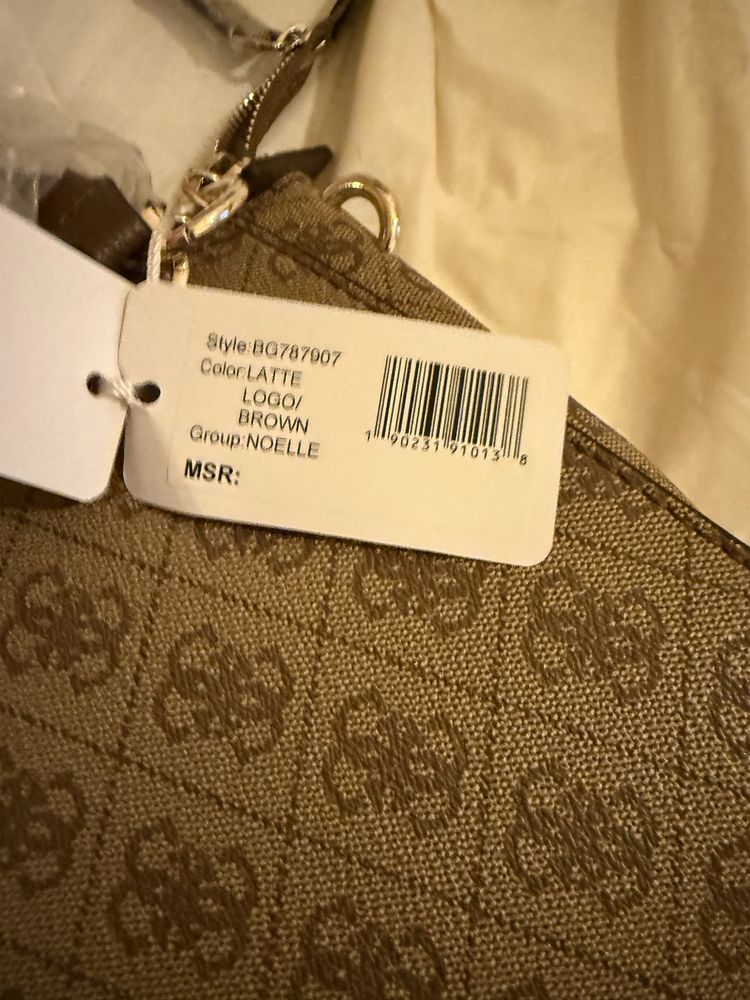 Style:BG787907
Color:LATTE
LOGO/
BROWN
Group:NOELLE
MSR:
1 90231 91013 8